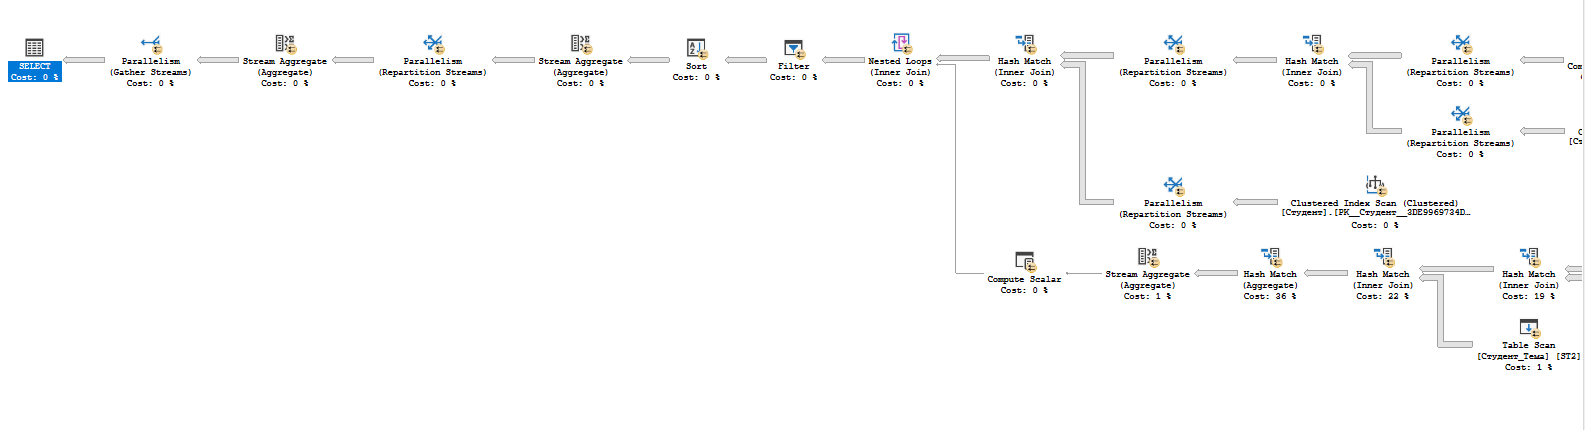 SELECT
Cost: 0 %
Parallelism
(Gather Streams)
Cost: 0 %
Stream Aggregate
(Aggregate)
Cost: 0 %
Parallelism
(Repartition Streams)
Cost: 0 %
Stream Aggregate
(Aggregate)
Cost: 0 %
Sort
Cost: 0 %
Filter
Cost: 0 %
Nested Loops
(Inner Join)
Cost: 0 %
Hash Match
(Inner Join)
Cost: 0 %
Parallelism
(Repartition Streams)
Cost: 0 %
Hash Match
(Inner Join)
Cost: 0 %
Parallelism
(Repartition Streams)
Cost: 0 %
Com
Parallelism
(Repartition Streams)
Cost: 0 %
C
[Ст
Parallelism
(Repartition Streams)
Cost: 0 %
Clustered Index Scan (Clustered)
[Студент].[PK__Студент__3DE9969734D…
Cost: 0 %
Compute Scalar
Cost: 0 %
Stream Aggregate
(Aggregate)
Cost: 1 %
Hash Match
(Aggregate)
Cost: 36 %
Hash Match
(Inner Join)
Cost: 22 %
Hash Match
(Inner Join)
Cost: 19 %
Table Scan
[Студент_Тема] [ST2]
Cost: 1 %